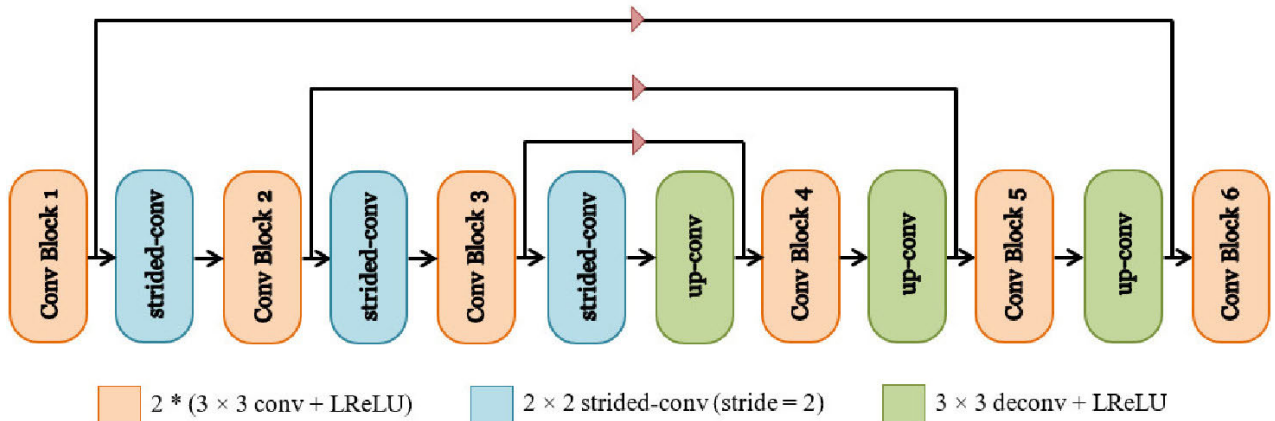 Conv Block 1
strided-conv
Conv Block 2
strided-conv
Conv Block 3
strided-conv
up-conv
Conv Block 4
up-conv
Conv Block 5
up-conv
Conv Block 6
2 * (3 × 3 conv + LReLU)
2 × 2 strided-conv (stride = 2)
3 × 3 deconv + LReLU